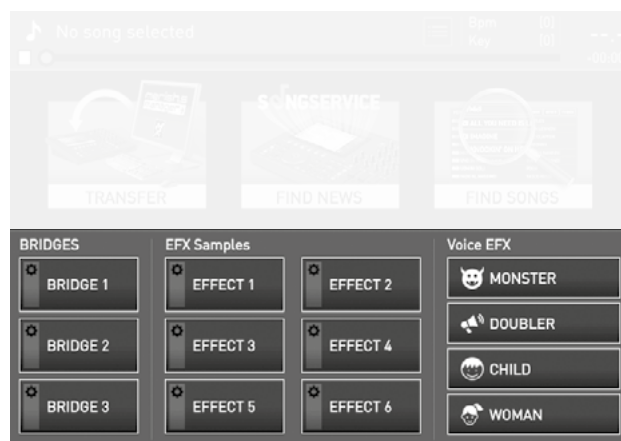 No song selected
Bpm [0]
Key [0]
SONGSERVICE
TRANSFER
FIND NEWS
FIND SONGS
BRIDGES
EFX Samples
Voice EFX
BRIDGE 1
EFFECT 1
EFFECT 2
MONSTER
DOUBLER
BRIDGE 2
EFFECT 3
EFFECT 4
CHILD
BRIDGE 3
EFFECT 5
EFFECT 6
WOMAN